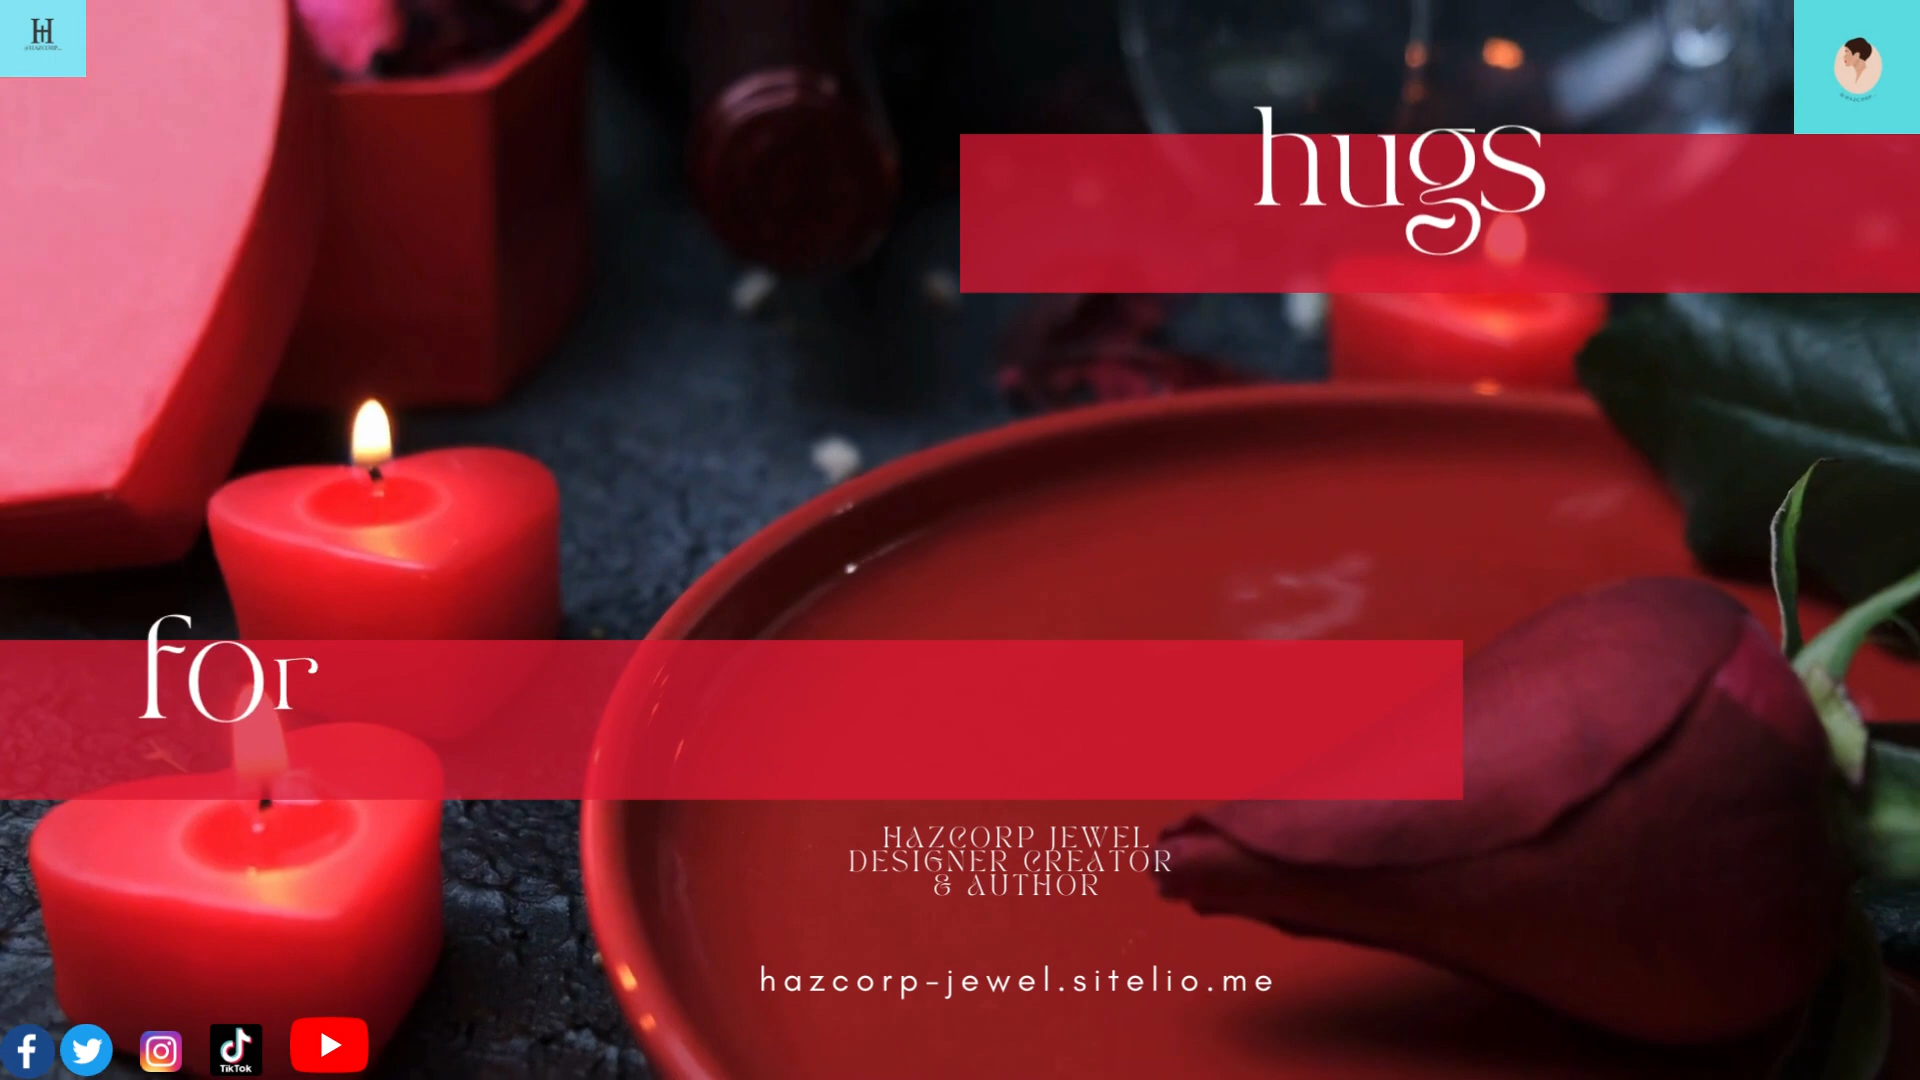 H
hugs
for
HAZCORP JEWEL
DESIGNER CREATOR
& AUTHOR
hazcorp-jewel.sitelio.me
TikTok